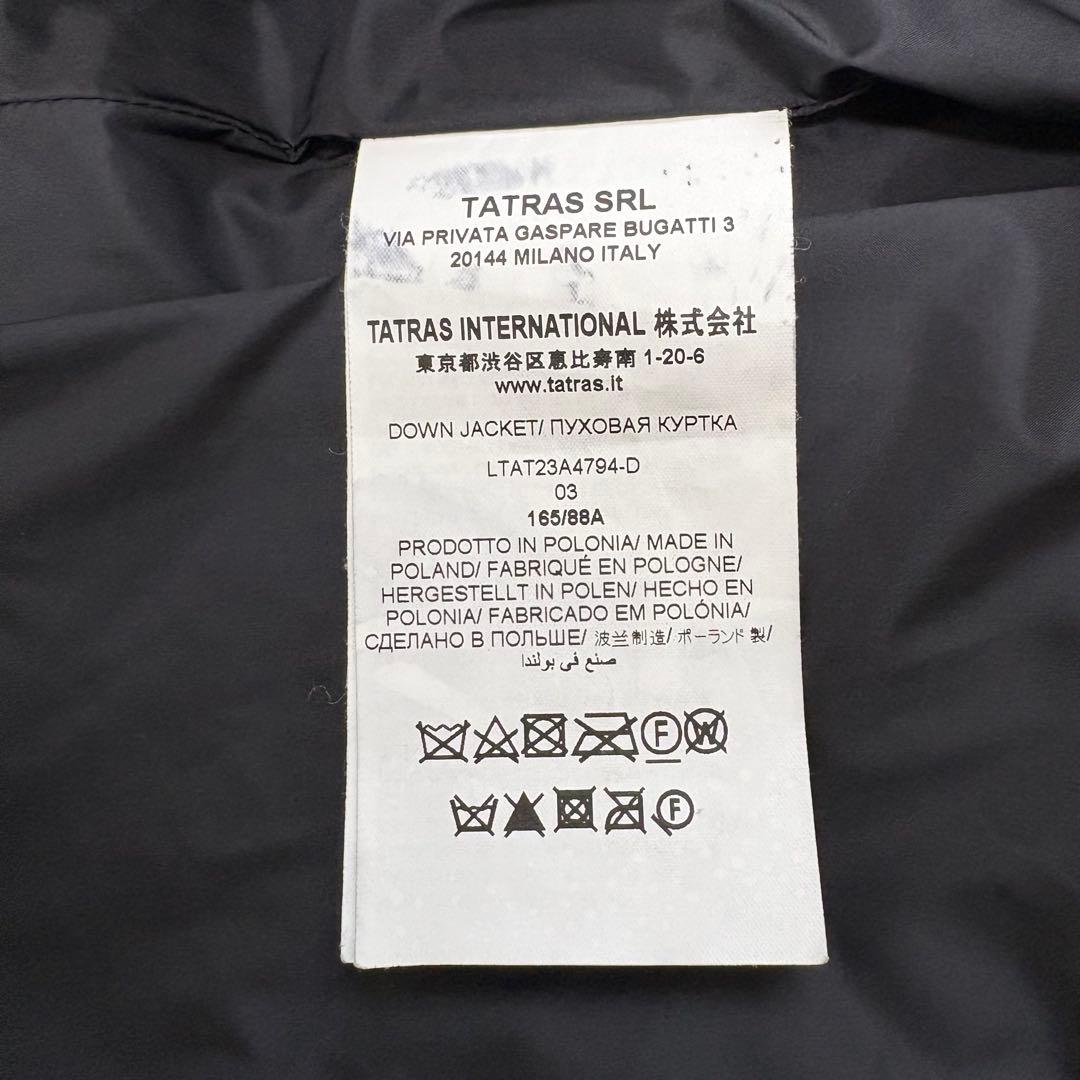 TATRAS SRL
VIA PRIVATA GASPARE BUGATTI 3
20144 MILANO ITALY
TATRAS INTERNATIONAL 株式会社
東京都渋谷区恵比寿南 1-20-6
www.tatras.it
DOWN JACKET/ ПУХОВАЯ КУРТКА
LTAT23A4794-D
03
165/88A
PRODOTTO IN POLONIA/ MADE IN
POLAND/ FABRIQUÉ EN POLOGNE/
HERGESTELLT IN POLEN/ HECHO EN
POLONIA/ FABRICADO EM POLÓNIA/
СДЕЛАНО В ПОЛЬШЕ/ 波兰制造/ ポーランド製/
صنع في بولندا
F W
F